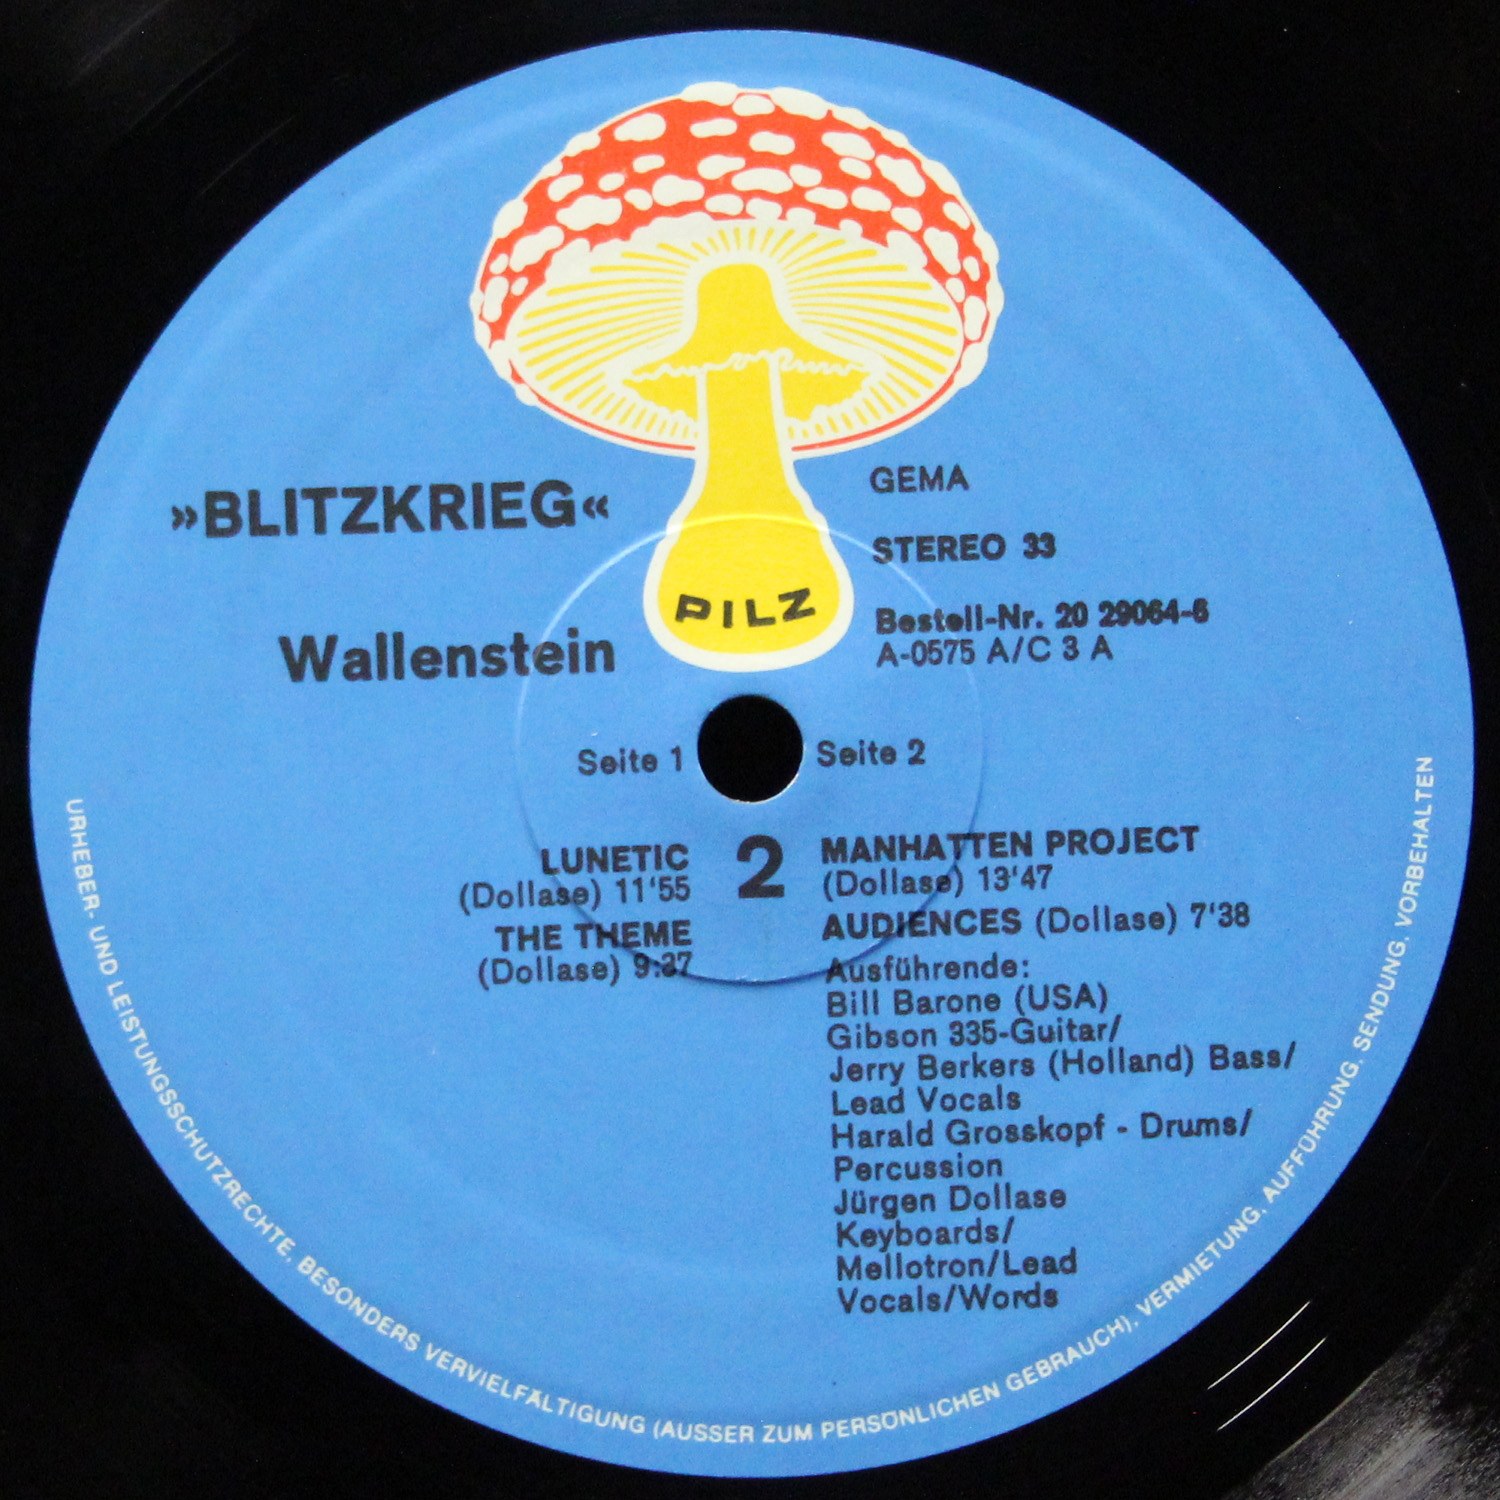 »BLITZKRIEG«
Wallenstein
PILZ
GEMA
STEREO 33
Bestell-Nr. 20 29064-6
A-0575 A/C 3 A
Seite 1
LUNETIC
(Dollase) 11'55
THE THEME
(Dollase) 9:37
2
Seite 2
MANHATTEN PROJECT
(Dollase) 13'47
AUDIENCES (Dollase) 7'38
Ausführende:
Bill Barone (USA)
Gibson 335-Guitar/
Jerry Berkers (Holland) Bass/
Lead Vocals
Harald Grosskopf - Drums/
Percussion
Jürgen Dollase
Keyboards/
Mellotron/Lead
Vocals/Words
URHEBER- UND LEISTUNGSSCHUTZRECHTE, BESONDERS VERVIELFÄLTIGUNG (AUSSER ZUM PERSÖNLICHEN GEBRAUCH), VERMIETUNG, AUFFÜHRUNG, SENDUNG, VORBEHALTEN